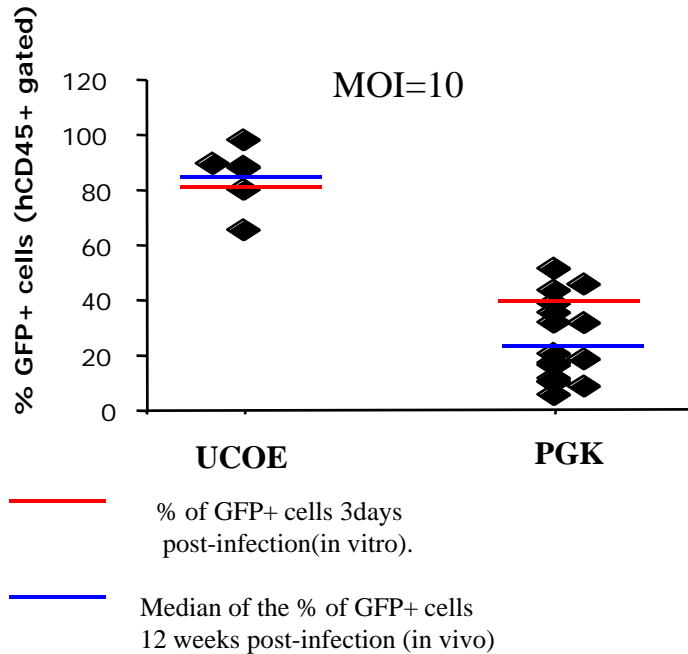 MOI=10
% GFP+ cells (hCD45+ gated)
120
100
80
60
40
20
0
UCOE PGK
% of GFP+ cells 3days
post-infection(in vitro).
Median of the % of GFP+ cells
12 weeks post-infection (in vivo)